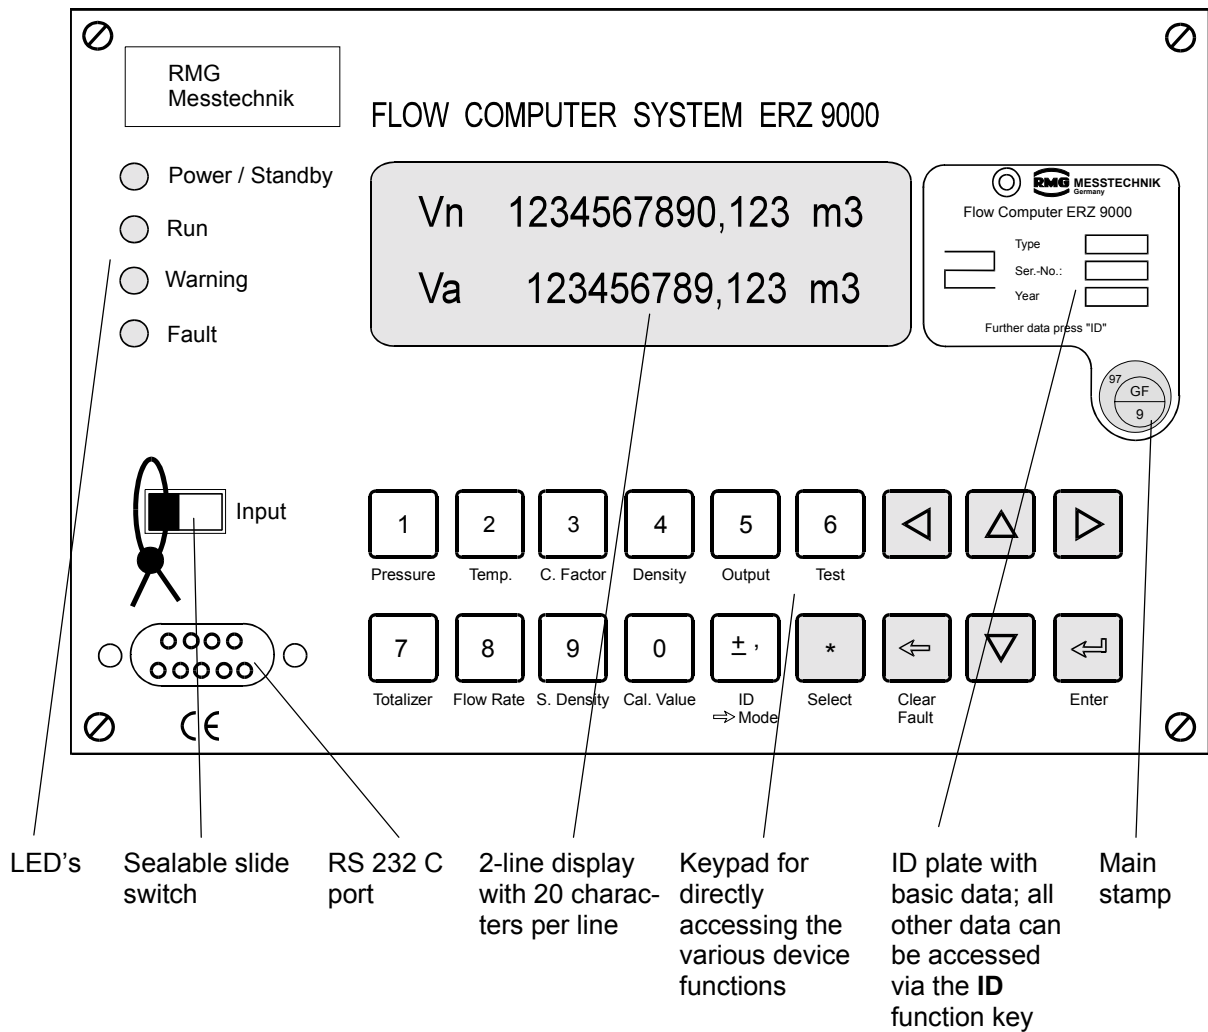 RMG
Messtechnik
FLOW COMPUTER SYSTEM ERZ 9000
Power / Standby
Run
Warning
Fault
Vn 1234567890,123 m3
Va 123456789,123 m3
RMG MESSTECHNIK
Germany
Flow Computer ERZ 9000
Type
Ser.-No.:
Year
Further data press "ID"
97
GF
9
Input
1 2 3 4 5 6
Pressure Temp. C. Factor Density Output Test
7 8 9 0 ± , *
Totalizer Flow Rate S. Density Cal. Value ID Select Clear Enter
⇨ Mode Fault
CE
LED's
Sealable slide
switch
RS 232 C
port
2-line display
with 20 charac-
ters per line
Keypad for
directly
accessing the
various device
functions
ID plate with
basic data; all
other data can
be accessed
via the ID
function key
Main
stamp